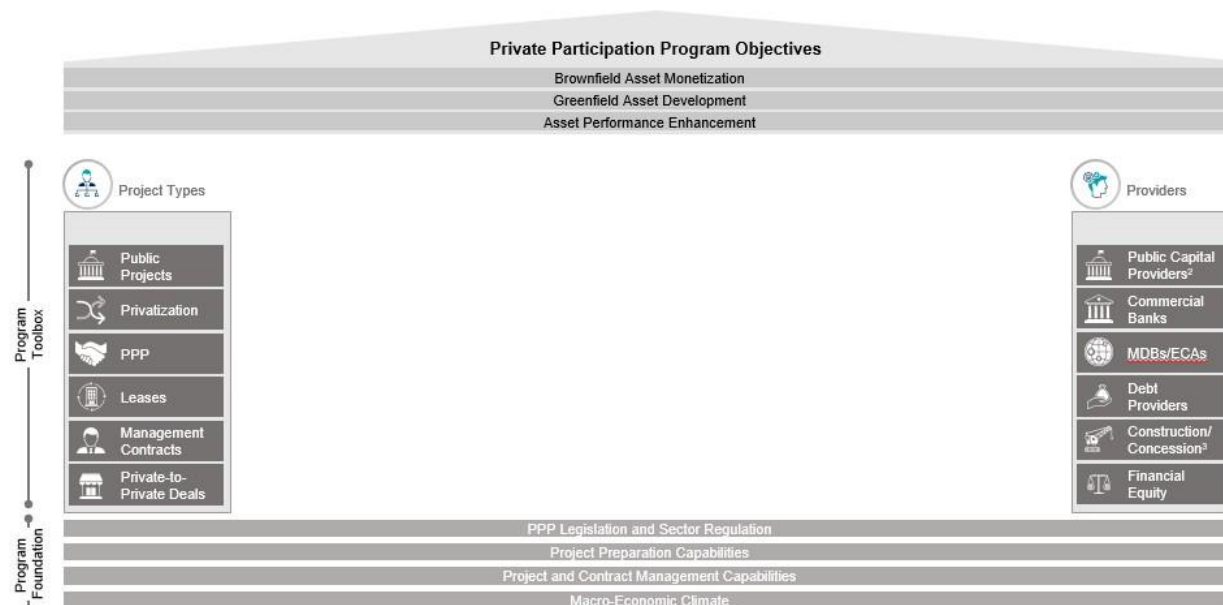 Private Participation Program Objectives
Brownfield Asset Monetization
Greenfield Asset Development
Asset Performance Enhancement
Program
Toolbox
Project Types
Public
Projects
Privatization
PPP
Leases
Management
Contracts
Private-to-
Private Deals
Providers
Public Capital
Providers²
Commercial
Banks
MDBs/ECAs
Debt
Providers
Construction/
Concession³
Financial
Equity
Program
Foundation
PPP Legislation and Sector Regulation
Project Preparation Capabilities
Project and Contract Management Capabilities
Macro-Economic Climate